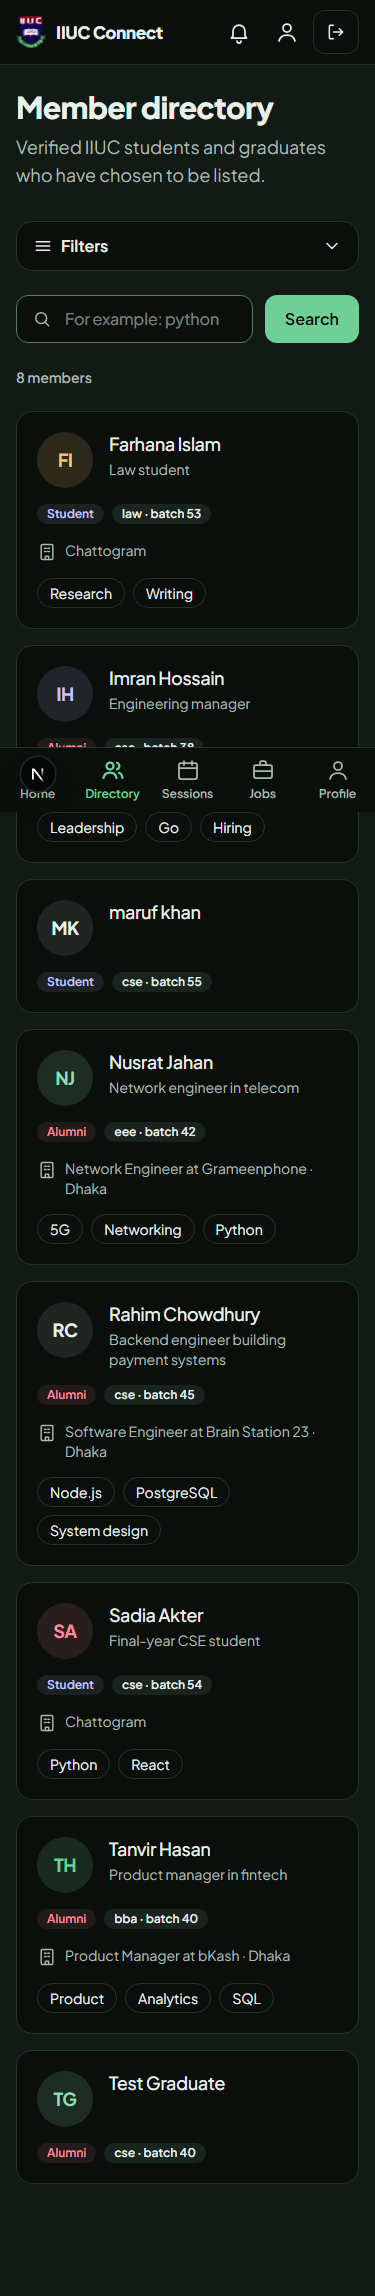 IIUC
IIUC Connect
Member directory
Verified IIUC students and graduates
who have chosen to be listed.
Filters
For example: python
Search
8 members
FI
Farhana Islam
Law student
Student
law · batch 53
Chattogram
Research
Writing
IH
Imran Hossain
Engineering manager
Alumni
cse · batch 38
N
Home
Directory
Sessions
Jobs
Profile
Leadership
Go
Hiring
MK
maruf khan
Student
cse · batch 55
NJ
Nusrat Jahan
Network engineer in telecom
Alumni
eee · batch 42
Network Engineer at Grameenphone ·
Dhaka
5G
Networking
Python
RC
Rahim Chowdhury
Backend engineer building
payment systems
Alumni
cse · batch 45
Software Engineer at Brain Station 23 ·
Dhaka
Node.js
PostgreSQL
System design
SA
Sadia Akter
Final-year CSE student
Student
cse · batch 54
Chattogram
Python
React
TH
Tanvir Hasan
Product manager in fintech
Alumni
bba · batch 40
Product Manager at bKash · Dhaka
Product
Analytics
SQL
TG
Test Graduate
Alumni
cse · batch 40